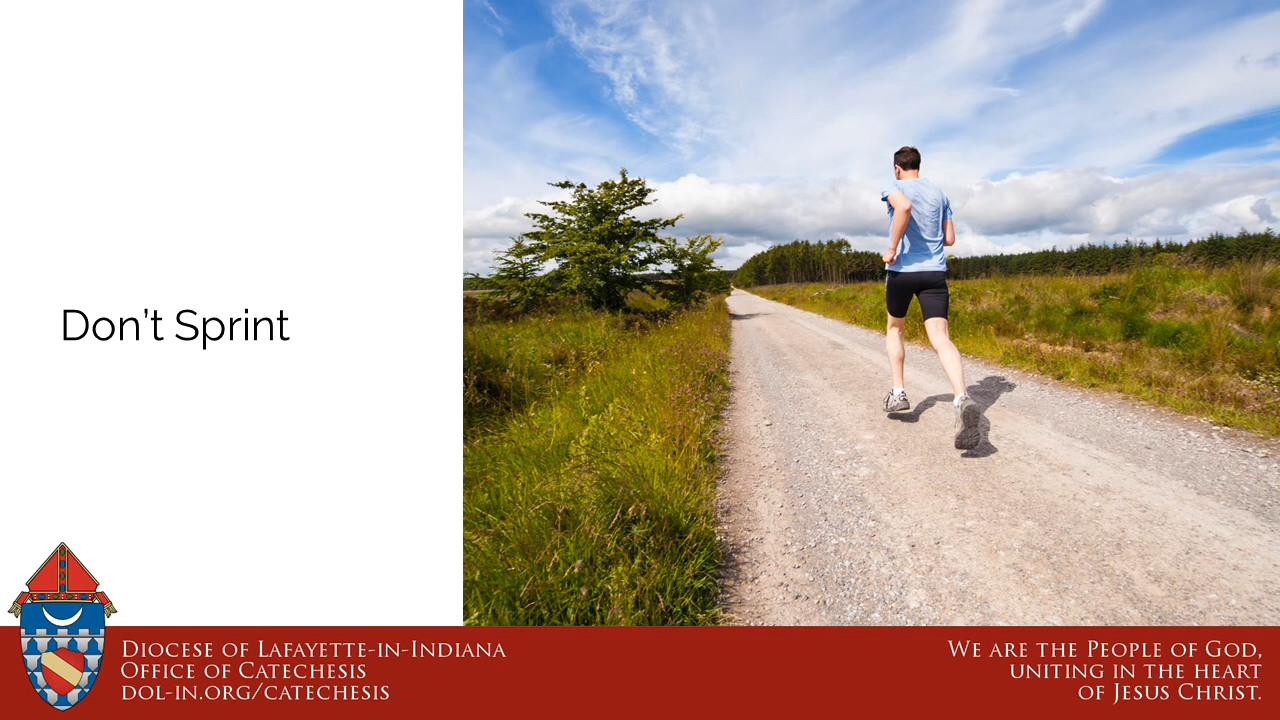 Don’t Sprint
Diocese of Lafayette-in-Indiana
Office of Catechesis
dol-in.org/catechesis
We are the People of God,
uniting in the heart
of Jesus Christ.